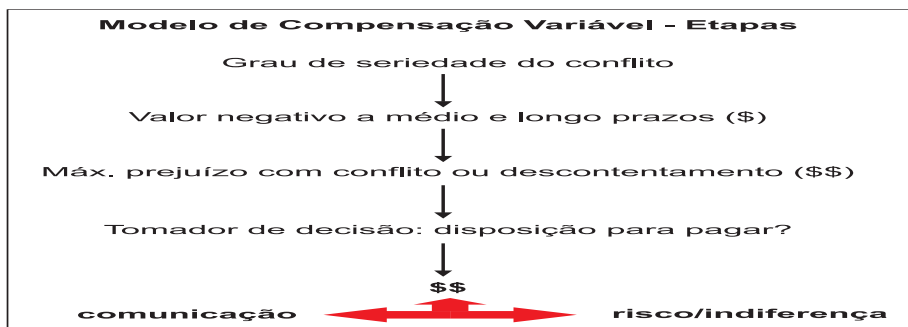 Modelo de Compensação Variável - Etapas
Grau de seriedade do conflito
Valor negativo a médio e longo prazos ($)
Máx. prejuízo com conflito ou descontentamento ($$)
Tomador de decisão: disposição para pagar?
$$
comunicação risco/indiferença